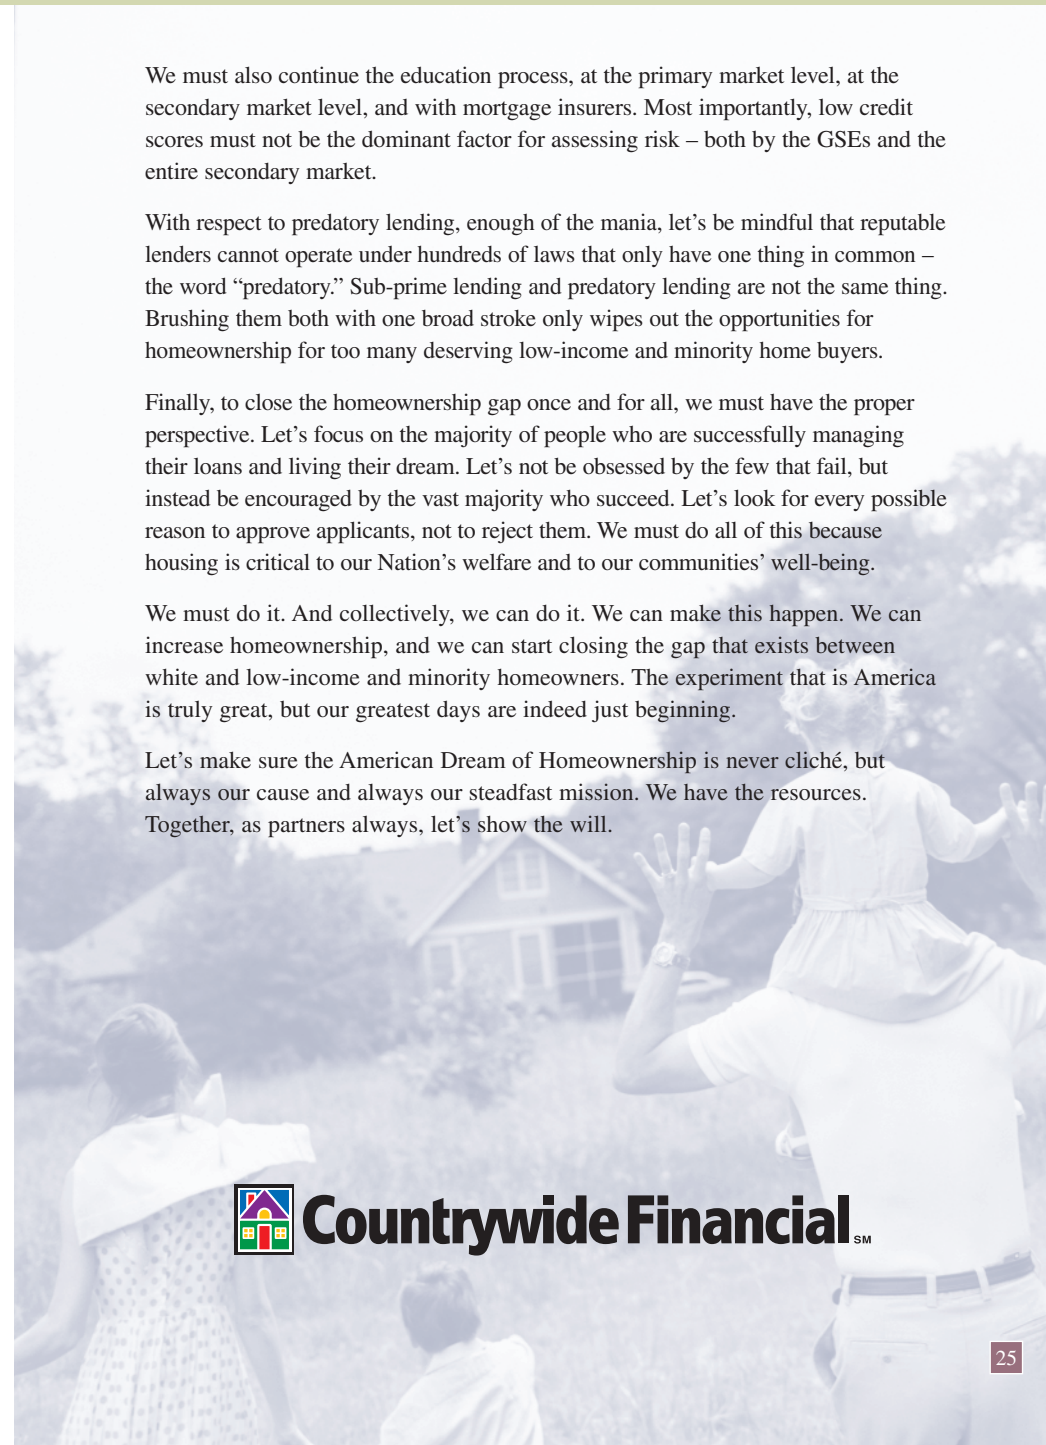 We must also continue the education process, at the primary market level, at the
secondary market level, and with mortgage insurers. Most importantly, low credit
scores must not be the dominant factor for assessing risk – both by the GSEs and the
entire secondary market.
With respect to predatory lending, enough of the mania, let’s be mindful that reputable
lenders cannot operate under hundreds of laws that only have one thing in common –
the word “predatory.” Sub-prime lending and predatory lending are not the same thing.
Brushing them both with one broad stroke only wipes out the opportunities for
homeownership for too many deserving low-income and minority home buyers.
Finally, to close the homeownership gap once and for all, we must have the proper
perspective. Let’s focus on the majority of people who are successfully managing
their loans and living their dream. Let’s not be obsessed by the few that fail, but
instead be encouraged by the vast majority who succeed. Let’s look for every possible
reason to approve applicants, not to reject them. We must do all of this because
housing is critical to our Nation’s welfare and to our communities’ well-being.
We must do it. And collectively, we can do it. We can make this happen. We can
increase homeownership, and we can start closing the gap that exists between
white and low-income and minority homeowners. The experiment that is America
is truly great, but our greatest days are indeed just beginning.
Let’s make sure the American Dream of Homeownership is never cliché, but
always our cause and always our steadfast mission. We have the resources.
Together, as partners always, let’s show the will.
Countrywide Financial SM
25